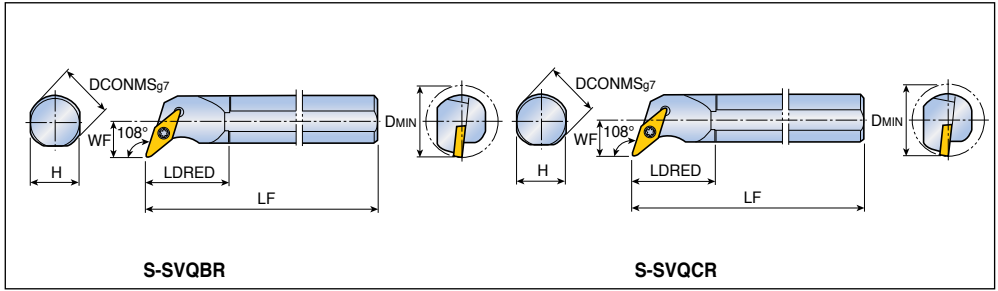 DCONMSg7
WF
108°
H
LDRED
LF
DMIN
S-SVQBR
DCONMSg7
WF
108°
H
LDRED
LF
DMIN
S-SVQCR